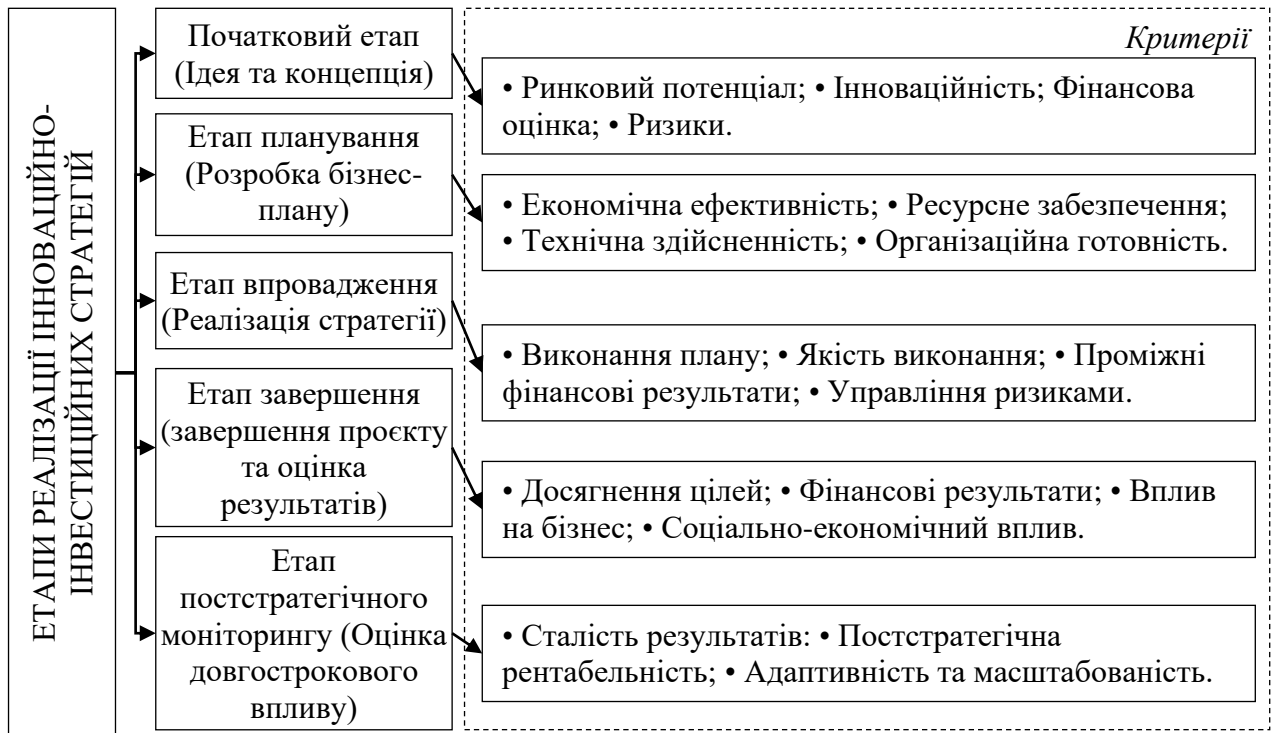 ЕТАПИ РЕАЛІЗАЦІЇ ІННОВАЦІЙНО-
ІНВЕСТИЦІЙНИХ СТРАТЕГІЙ
Початковий етап
(Ідея та концепція)
Етап планування
(Розробка бізнес-
плану)
Етап впровадження
(Реалізація стратегії)
Етап завершення
(завершення проєкту
та оцінка
результатів)
Етап
постстратегічного
моніторингу (Оцінка
довгострокового
впливу)
Критерії
• Ринковий потенціал; • Інноваційність; Фінансова
оцінка; • Ризики.
• Економічна ефективність; • Ресурсне забезпечення;
• Технічна здійсненність; • Організаційна готовність.
• Виконання плану; • Якість виконання; • Проміжні
фінансові результати; • Управління ризиками.
• Досягнення цілей; • Фінансові результати; • Вплив
на бізнес; • Соціально-економічний вплив.
• Сталість результатів: • Постстратегічна
рентабельність; • Адаптивність та масштабованість.